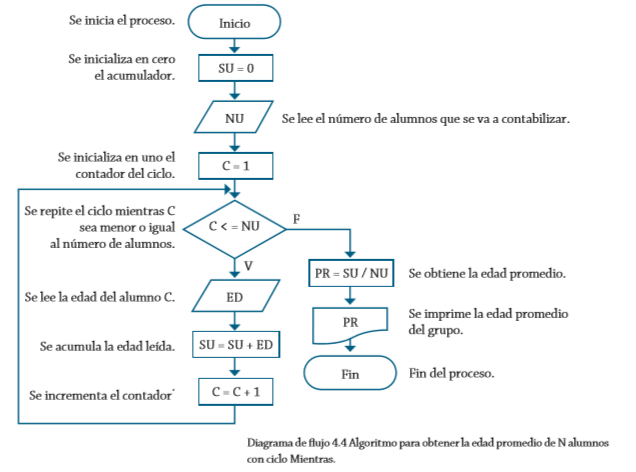 Se inicia el proceso.
Inicio
Se inicializa en cero
el acumulador.
SU = 0
NU
Se lee el número de alumnos que se va a contabilizar.
Se inicializa en uno el
contador del ciclo.
C = 1
Se repite el ciclo mientras C
sea menor o igual
al número de alumnos.
C < = NU
F
V
PR = SU / NU
Se obtiene la edad promedio.
Se lee la edad del alumno C.
ED
PR
Se imprime la edad promedio
del grupo.
Se acumula la edad leída.
SU = SU + ED
Fin
Fin del proceso.
Se incrementa el contador
C = C + 1
Diagrama de flujo 4.4 Algoritmo para obtener la edad promedio de N alumnos
con ciclo Mientras.